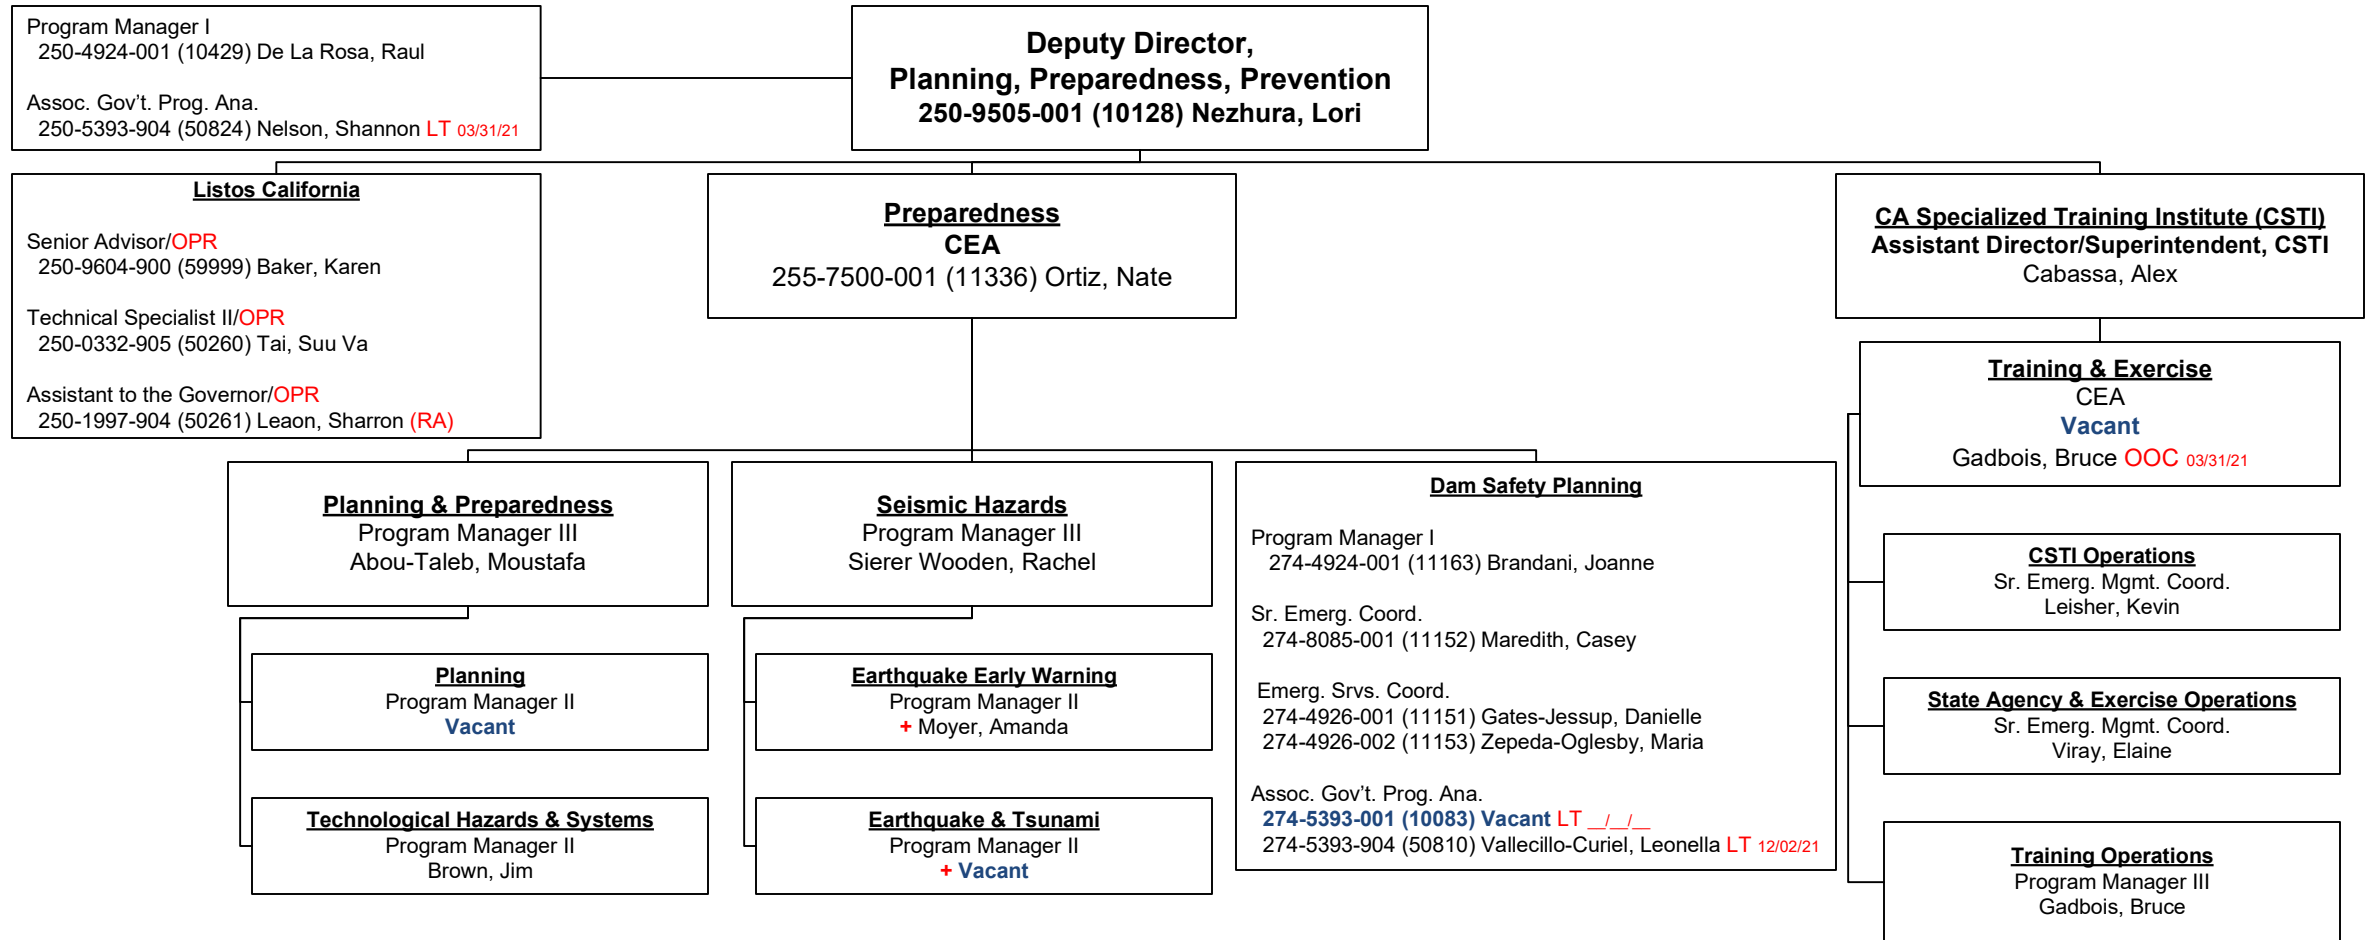 Program Manager I
250-4924-001 (10429) De La Rosa, Raul
Assoc. Gov’t. Prog. Ana.
250-5393-904 (50824) Nelson, Shannon LT 03/31/21
Deputy Director,
Planning, Preparedness, Prevention
250-9505-001 (10128) Nezhura, Lori
Listos California
Senior Advisor/OPR
250-9604-900 (59999) Baker, Karen
Technical Specialist II/OPR
250-0332-905 (50260) Tai, Suu Va
Assistant to the Governor/OPR
250-1997-904 (50261) Leaon, Sharron (RA)
Preparedness
CEA
255-7500-001 (11336) Ortiz, Nate
CA Specialized Training Institute (CSTI)
Assistant Director/Superintendent, CSTI
Cabassa, Alex
Training & Exercise
CEA
Vacant
Gadbois, Bruce OOC 03/31/21
Planning & Preparedness
Program Manager III
Abou-Taleb, Moustafa
Seismic Hazards
Program Manager III
Sierer Wooden, Rachel
Dam Safety Planning
Program Manager I
274-4924-001 (11163) Brandani, Joanne
Sr. Emerg. Coord.
274-8085-001 (11152) Maredith, Casey
Emerg. Srvs. Coord.
274-4926-001 (11151) Gates-Jessup, Danielle
274-4926-002 (11153) Zepeda-Oglesby, Maria
Assoc. Gov’t. Prog. Ana.
274-5393-001 (10083) Vacant LT __/__/__
274-5393-904 (50810) Vallecillo-Curiel, Leonella LT 12/02/21
Planning
Program Manager II
Vacant
Technological Hazards & Systems
Program Manager II
Brown, Jim
Earthquake Early Warning
Program Manager II
+ Moyer, Amanda
Earthquake & Tsunami
Program Manager II
+ Vacant
CSTI Operations
Sr. Emerg. Mgmt. Coord.
Leisher, Kevin
State Agency & Exercise Operations
Sr. Emerg. Mgmt. Coord.
Viray, Elaine
Training Operations
Program Manager III
Gadbois, Bruce